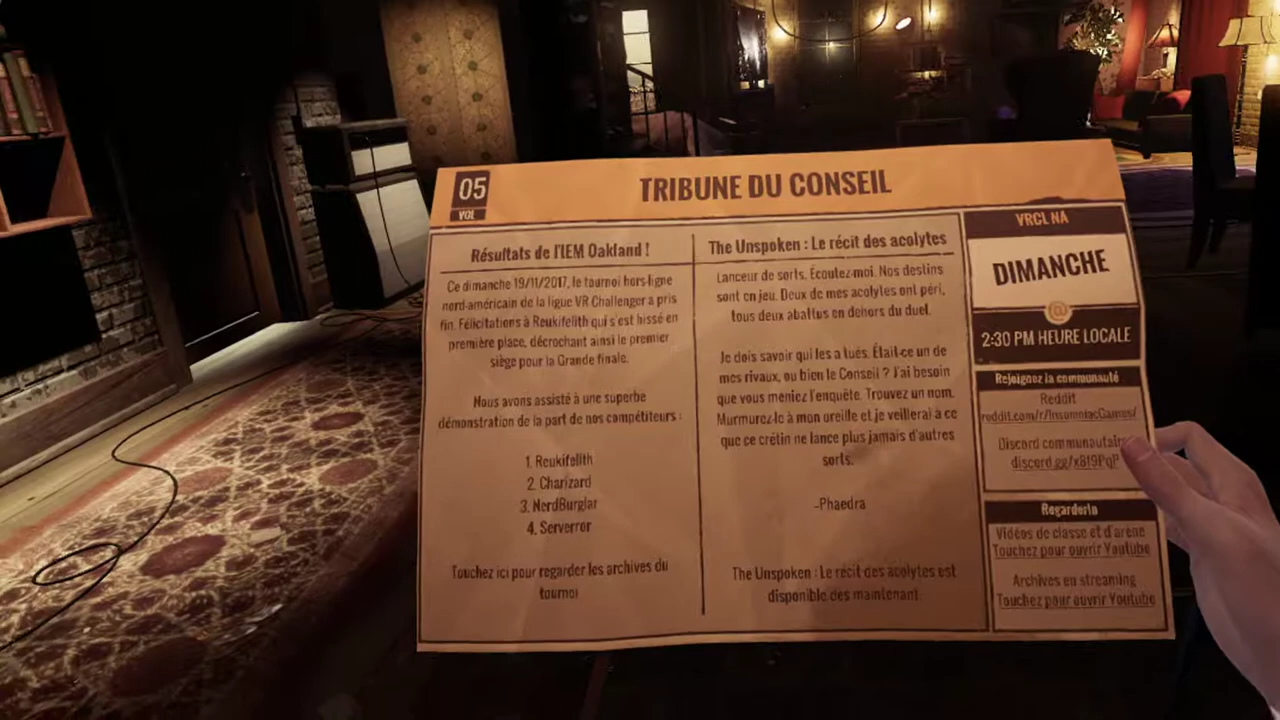 05
VOL
TRIBUNE DU CONSEIL
Résultats de l'IEM Oakland !
Ce dimanche 19/11/2017, le tournoi hors-ligne
nord-américain de la ligue VR Challenger a pris
fin. Félicitations à Reukifelith qui s'est hissé en
première place, décrochant ainsi le premier
siège pour la Grande finale.
Nous avons assisté à une superbe
démonstration de la part de nos compétiteurs :
1. Reukifelith
2. Charizard
3. NerdBurglar
4. Serverror
Touchez ici pour regarder les archives du
tournoi
The Unspoken : Le récit des acolytes
Lanceur de sorts. Écoutez-moi. Nos destins
sont en jeu. Deux de mes acolytes ont péri,
tous deux abattus en dehors du duel.
Je dois savoir qui les a tués. Était-ce un de
mes rivaux, ou bien le Conseil ? J'ai besoin
que vous meniez l'enquête. Trouvez un nom.
Murmurez-le à mon oreille et je veillerai à ce
que ce crétin ne lance plus jamais d'autres
sorts.
-Phaedra
The Unspoken : Le récit des acolytes est
disponible dès maintenant.
VRCL NA
DIMANCHE
@
2:30 PM HEURE LOCALE
Rejoignez la communauté
Reddit
reddit.com/r/InsomniacGames/
Discord communautaire
discord.gg/x8f9PqP
Regarderln
Vidéos de classe et d'arène
Touchez pour ouvrir Youtube
Archives en streaming
Touchez pour ouvrir Youtube